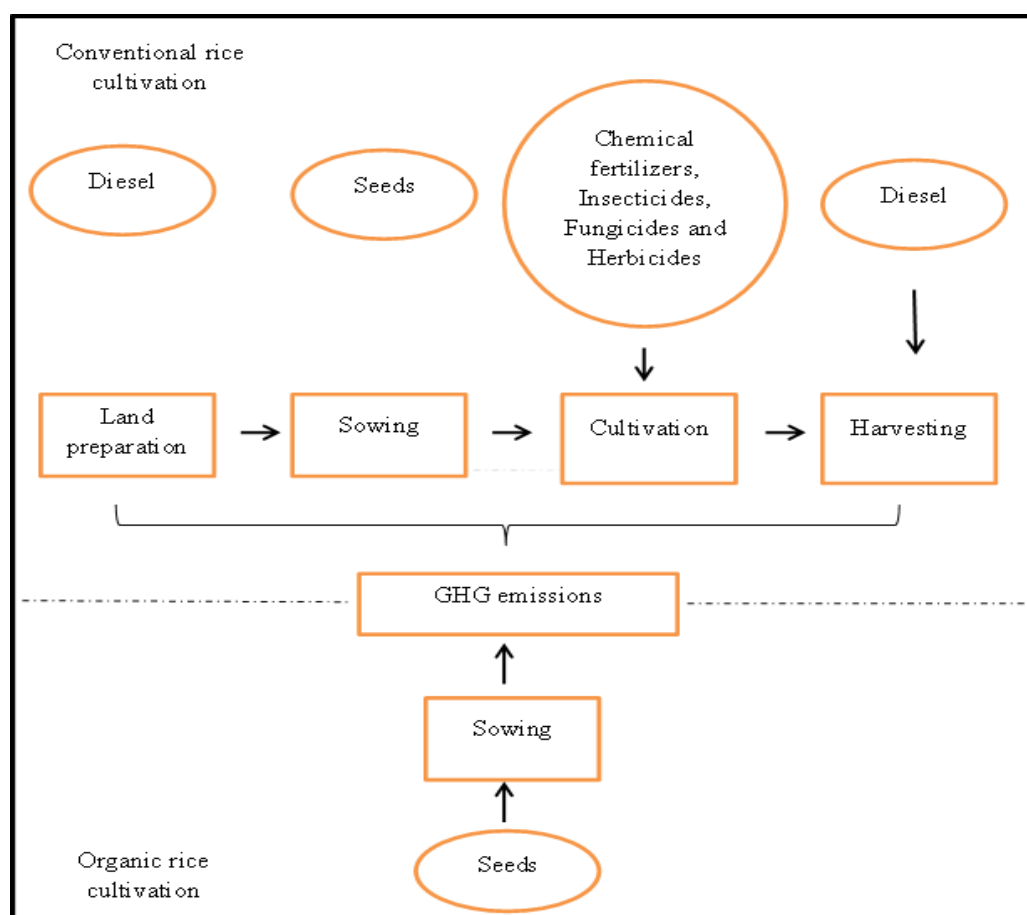 Conventional rice
cultivation
Diesel
Seeds
Chemical
fertilizers,
Insecticides,
Fungicides and
Herbicides
Diesel
Land
preparation
Sowing
Cultivation
Harvesting
GHG emissions
Sowing
Seeds
Organic rice
cultivation